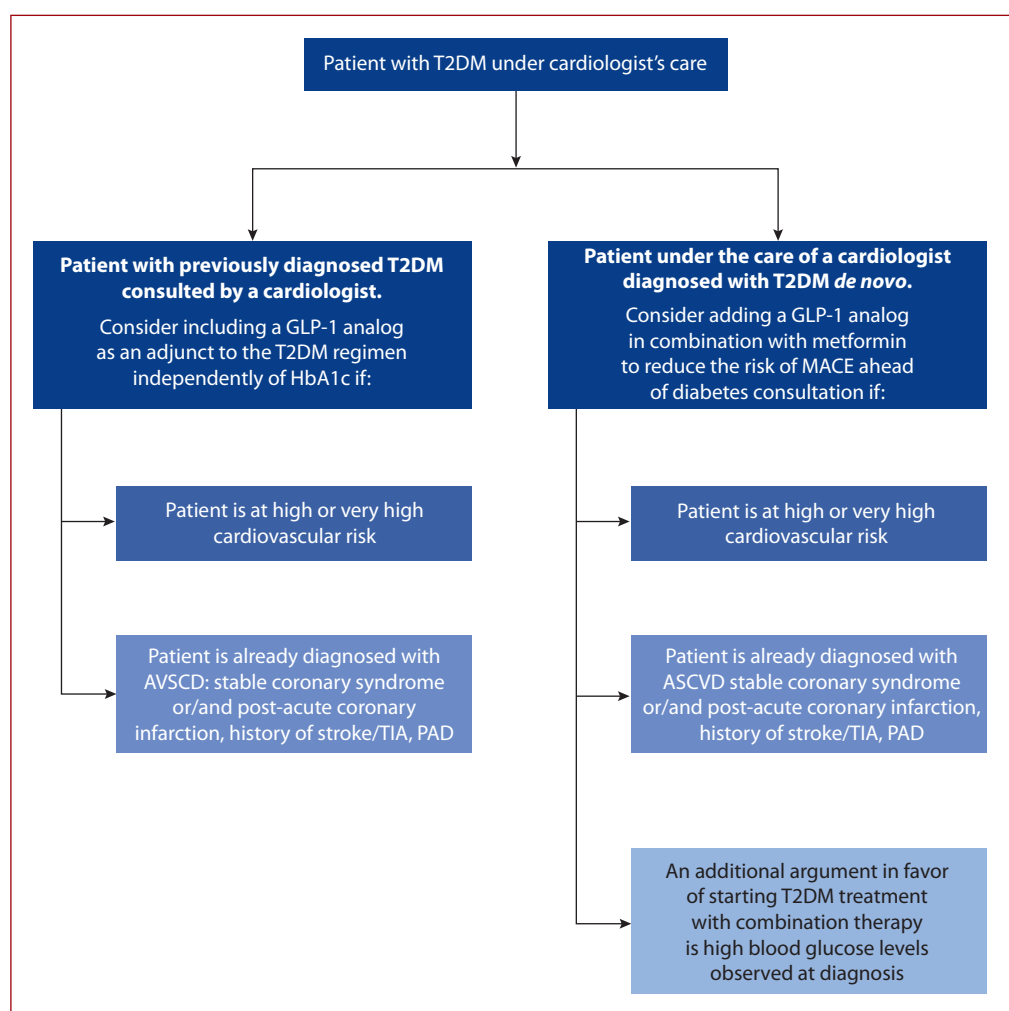 Patient with T2DM under cardiologist's care
Patient with previously diagnosed T2DM
consulted by a cardiologist.
Consider including a GLP-1 analog
as an adjunct to the T2DM regimen
independently of HbA1c if:
Patient is at high or very high
cardiovascular risk
Patient is already diagnosed with
AVSCD: stable coronary syndrome
or/and post-acute coronary
infarction, history of stroke/TIA, PAD
Patient under the care of a cardiologist
diagnosed with T2DM de novo.
Consider adding a GLP-1 analog
in combination with metformin
to reduce the risk of MACE ahead
of diabetes consultation if:
Patient is at high or very high
cardiovascular risk
Patient is already diagnosed with
ASCVD stable coronary syndrome
or/and post-acute coronary infarction,
history of stroke/TIA, PAD
An additional argument in favor
of starting T2DM treatment
with combination therapy
is high blood glucose levels
observed at diagnosis